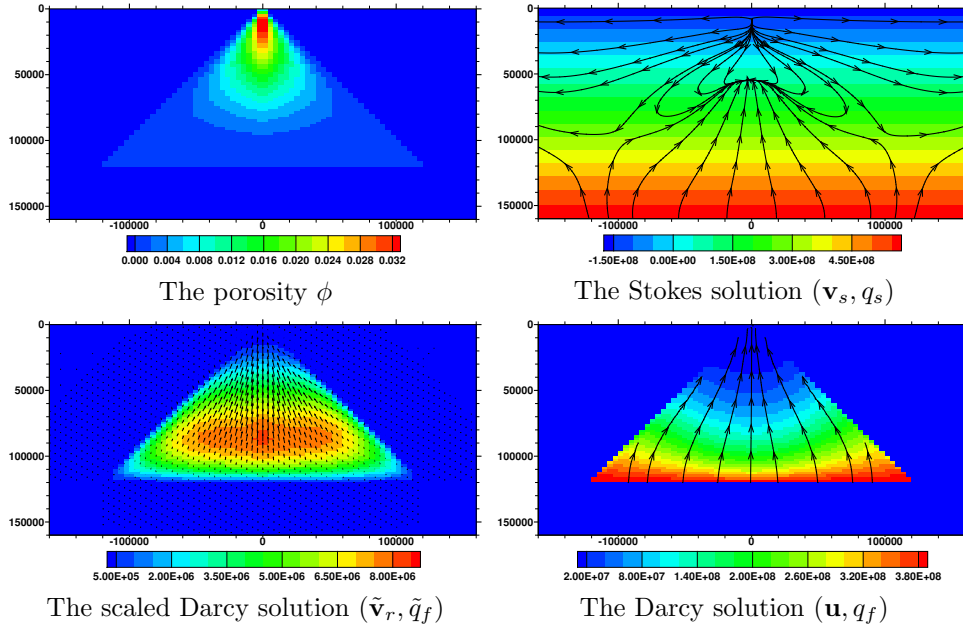 0
50000
100000
150000
-100000 0 100000
0.000 0.004 0.008 0.012 0.016 0.020 0.024 0.028 0.032
The porosity ϕ
0
50000
100000
150000
-100000 0 100000
-1.50E+08 0.00E+00 1.50E+08 3.00E+08 4.50E+08
The Stokes solution (v_s, q_s)
0
50000
100000
150000
-100000 0 100000
5.00E+05 2.00E+06 3.50E+06 5.00E+06 6.50E+06 8.00E+06
The scaled Darcy solution (ṽ_r, q̃_f)
0
50000
100000
150000
-100000 0 100000
2.00E+07 8.00E+07 1.40E+08 2.00E+08 2.60E+08 3.20E+08 3.80E+08
The Darcy solution (u, q_f)